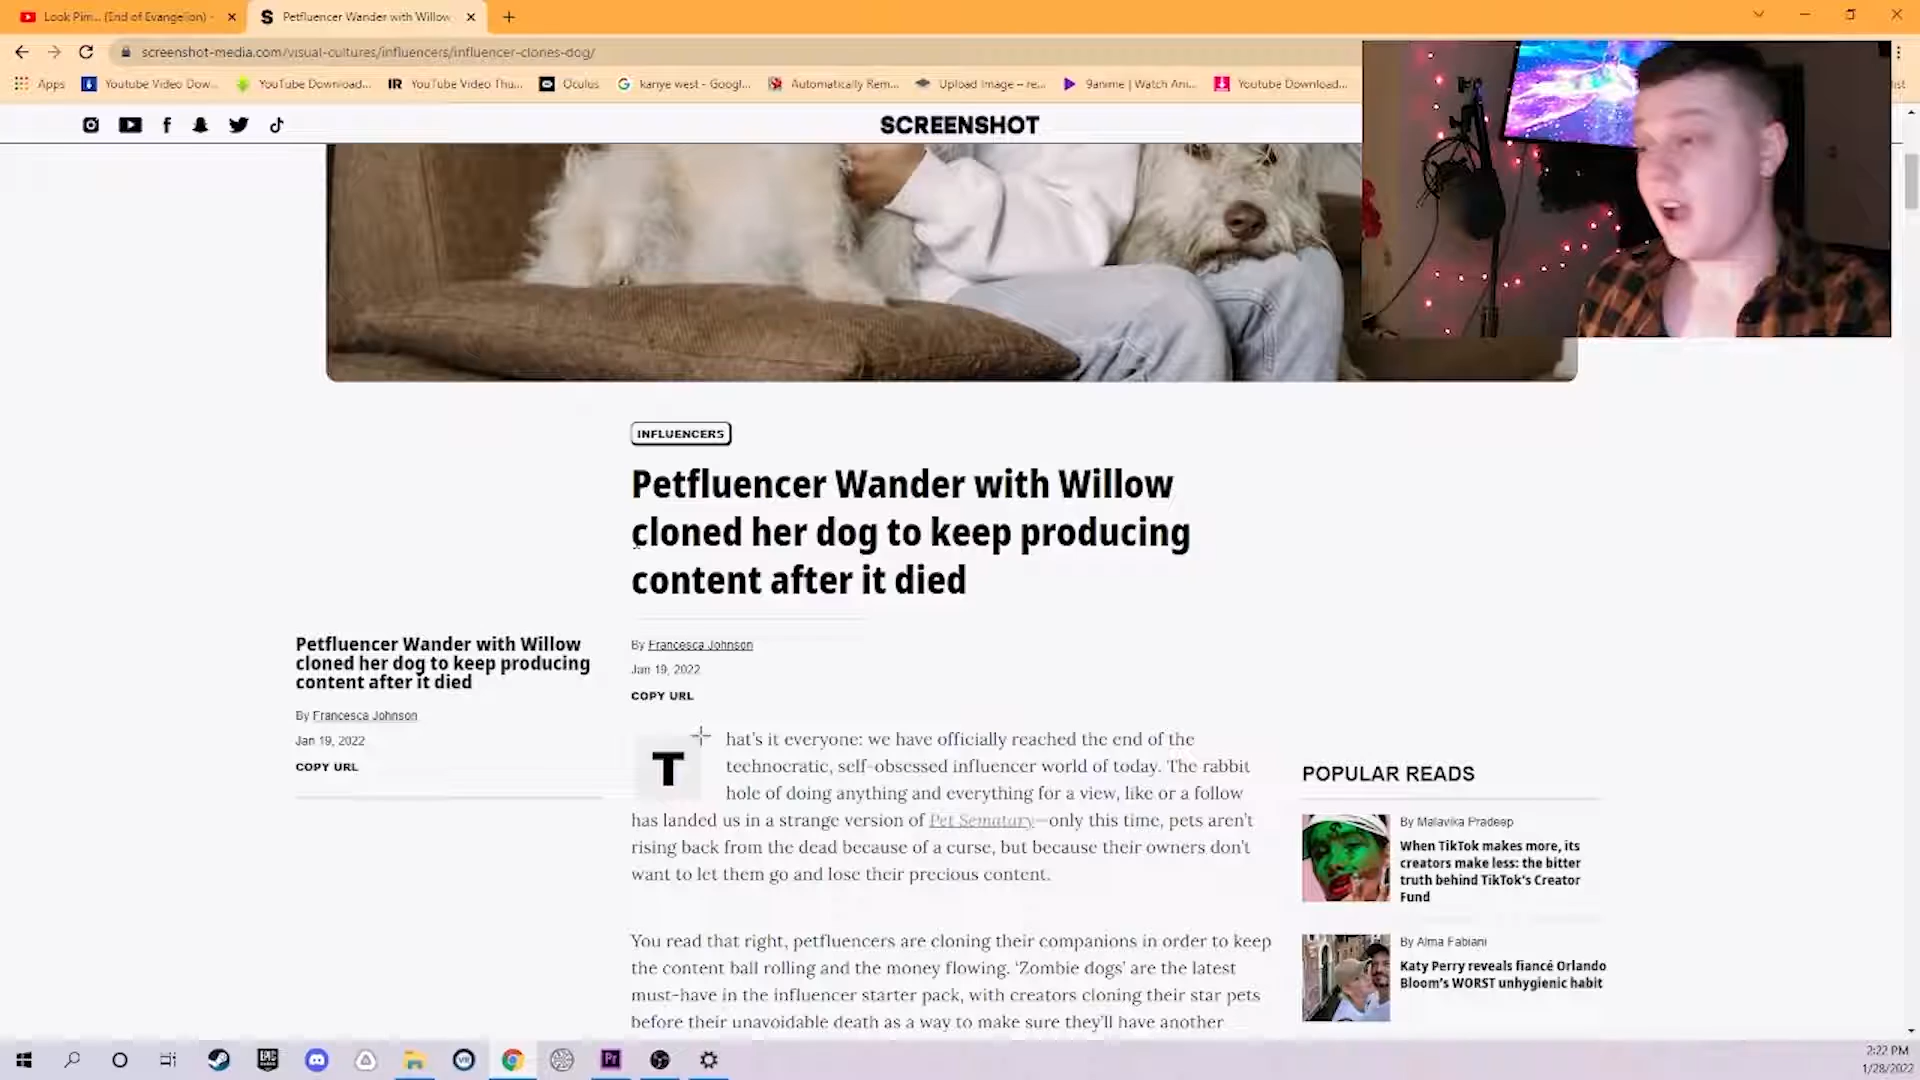 Look Pim... (End of Evangelion) -
S Petfluencer Wander with Willow
screenshot-media.com/visual-cultures/influencers/influencer-clones-dog/
Apps
Youtube Video Dow...
YouTube Download...
IR YouTube Video Thu...
Oculus
kanye west - Googl...
Automatically Rem...
Upload Image – re...
9anime | Watch Ani...
Youtube Download...
SCREENSHOT
INFLUENCERS
Petfluencer Wander with Willow
cloned her dog to keep producing
content after it died
By Francesca Johnson
Jan 19, 2022
COPY URL
Petfluencer Wander with Willow
cloned her dog to keep producing
content after it died
By Francesca Johnson
Jan 19, 2022
COPY URL
That's it everyone: we have officially reached the end of the
technocratic, self-obsessed influencer world of today. The rabbit
hole of doing anything and everything for a view, like or a follow
has landed us in a strange version of Pet Sematary—only this time, pets aren't
rising back from the dead because of a curse, but because their owners don't
want to let them go and lose their precious content.
You read that right, petfluencers are cloning their companions in order to keep
the content ball rolling and the money flowing. ‘Zombie dogs’ are the latest
must-have in the influencer starter pack, with creators cloning their star pets
before their unavoidable death as a way to make sure they'll have another
POPULAR READS
By Malavika Pradeep
When TikTok makes more, its
creators make less: the bitter
truth behind TikTok's Creator
Fund
By Alma Fabiani
Katy Perry reveals fiancé Orlando
Bloom's WORST unhygienic habit
EPIC
VR
Pr
2:22 PM
1/28/2022